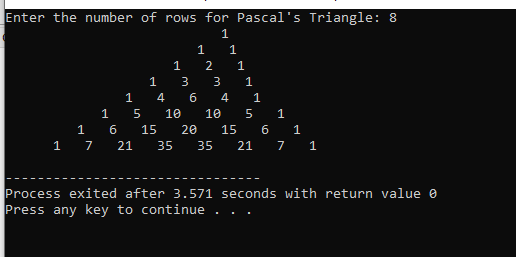 Enter the number of rows for Pascal's Triangle: 8
1
1 1
1 2 1
1 3 3 1
1 4 6 4 1
1 5 10 10 5 1
1 6 15 20 15 6 1
1 7 21 35 35 21 7 1
--------------------------------
Process exited after 3.571 seconds with return value 0
Press any key to continue . . .